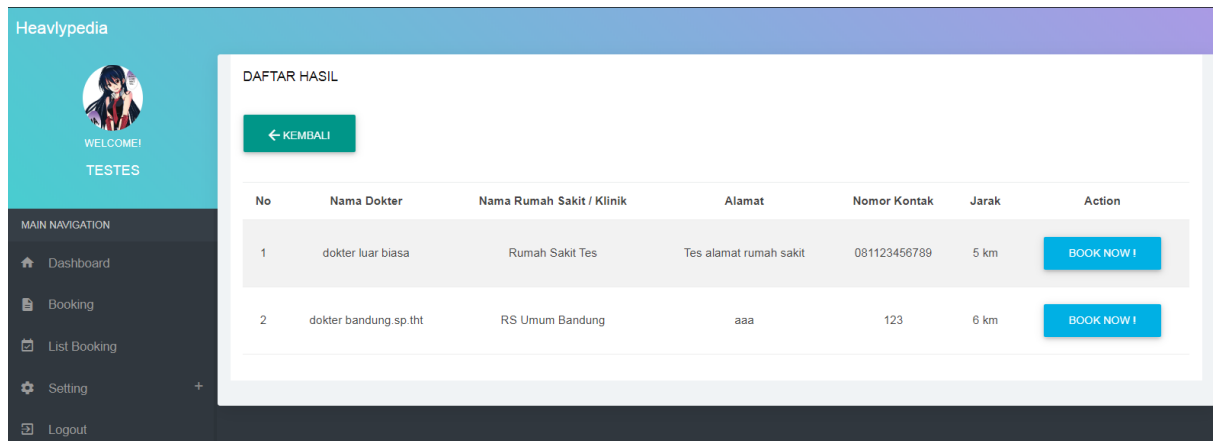 Heavlypedia
WELCOME!
TESTES
MAIN NAVIGATION
Dashboard
Booking
List Booking
Setting +
Logout
DAFTAR HASIL
KEMBALI
No Nama Dokter Nama Rumah Sakit / Klinik Alamat Nomor Kontak Jarak Action
1 dokter luar biasa Rumah Sakit Tes Tes alamat rumah sakit 081123456789 5 km BOOK NOW !
2 dokter bandung.sp.tht RS Umum Bandung aaa 123 6 km BOOK NOW !